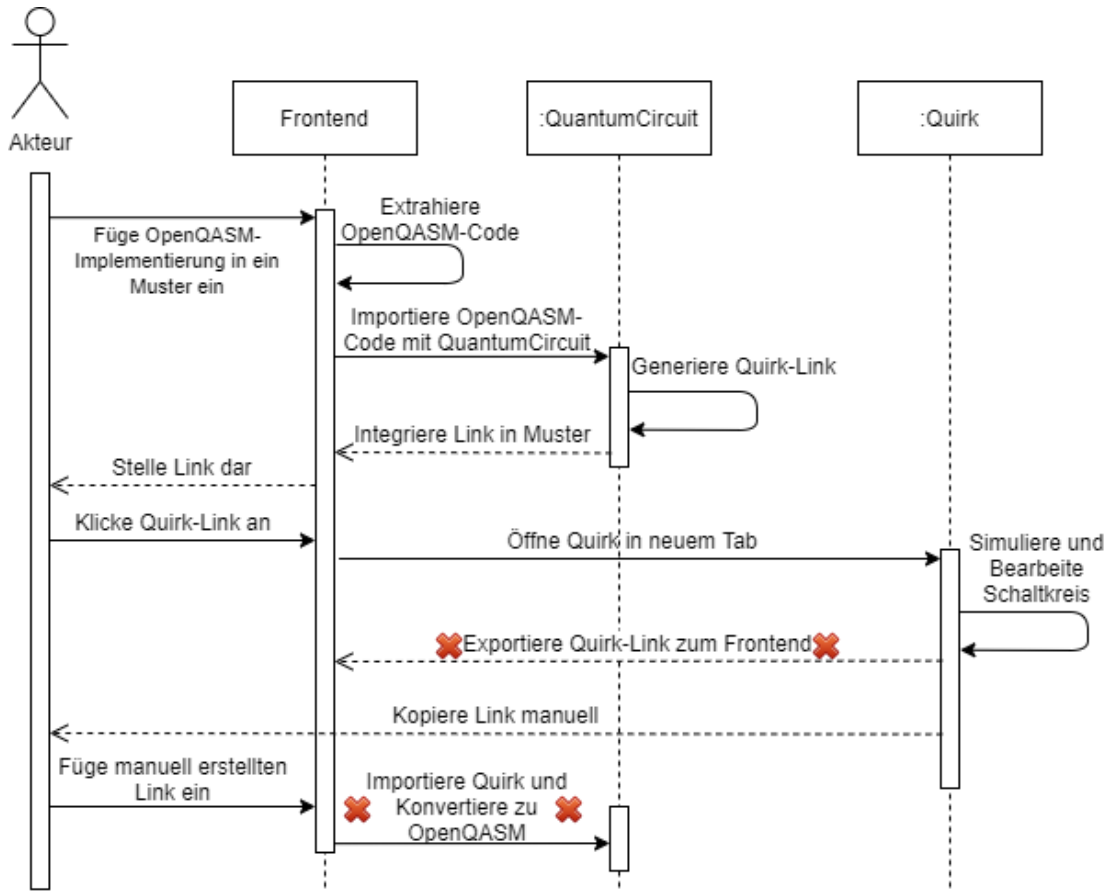 Akteur
Frontend
:QuantumCircuit
:Quirk
Füge OpenQASM-
Implementierung in ein
Muster ein
Extrahiere
OpenQASM-Code
Importiere OpenQASM-
Code mit QuantumCircuit
Generiere Quirk-Link
Integriere Link in Muster
Stelle Link dar
Klicke Quirk-Link an
Öffne Quirk in neuem Tab
Simuliere und
Bearbeite
Schaltkreis
Exportiere Quirk-Link zum Frontend
Kopiere Link manuell
Füge manuell erstellten
Link ein
Importiere Quirk und
Konvertiere zu
OpenQASM